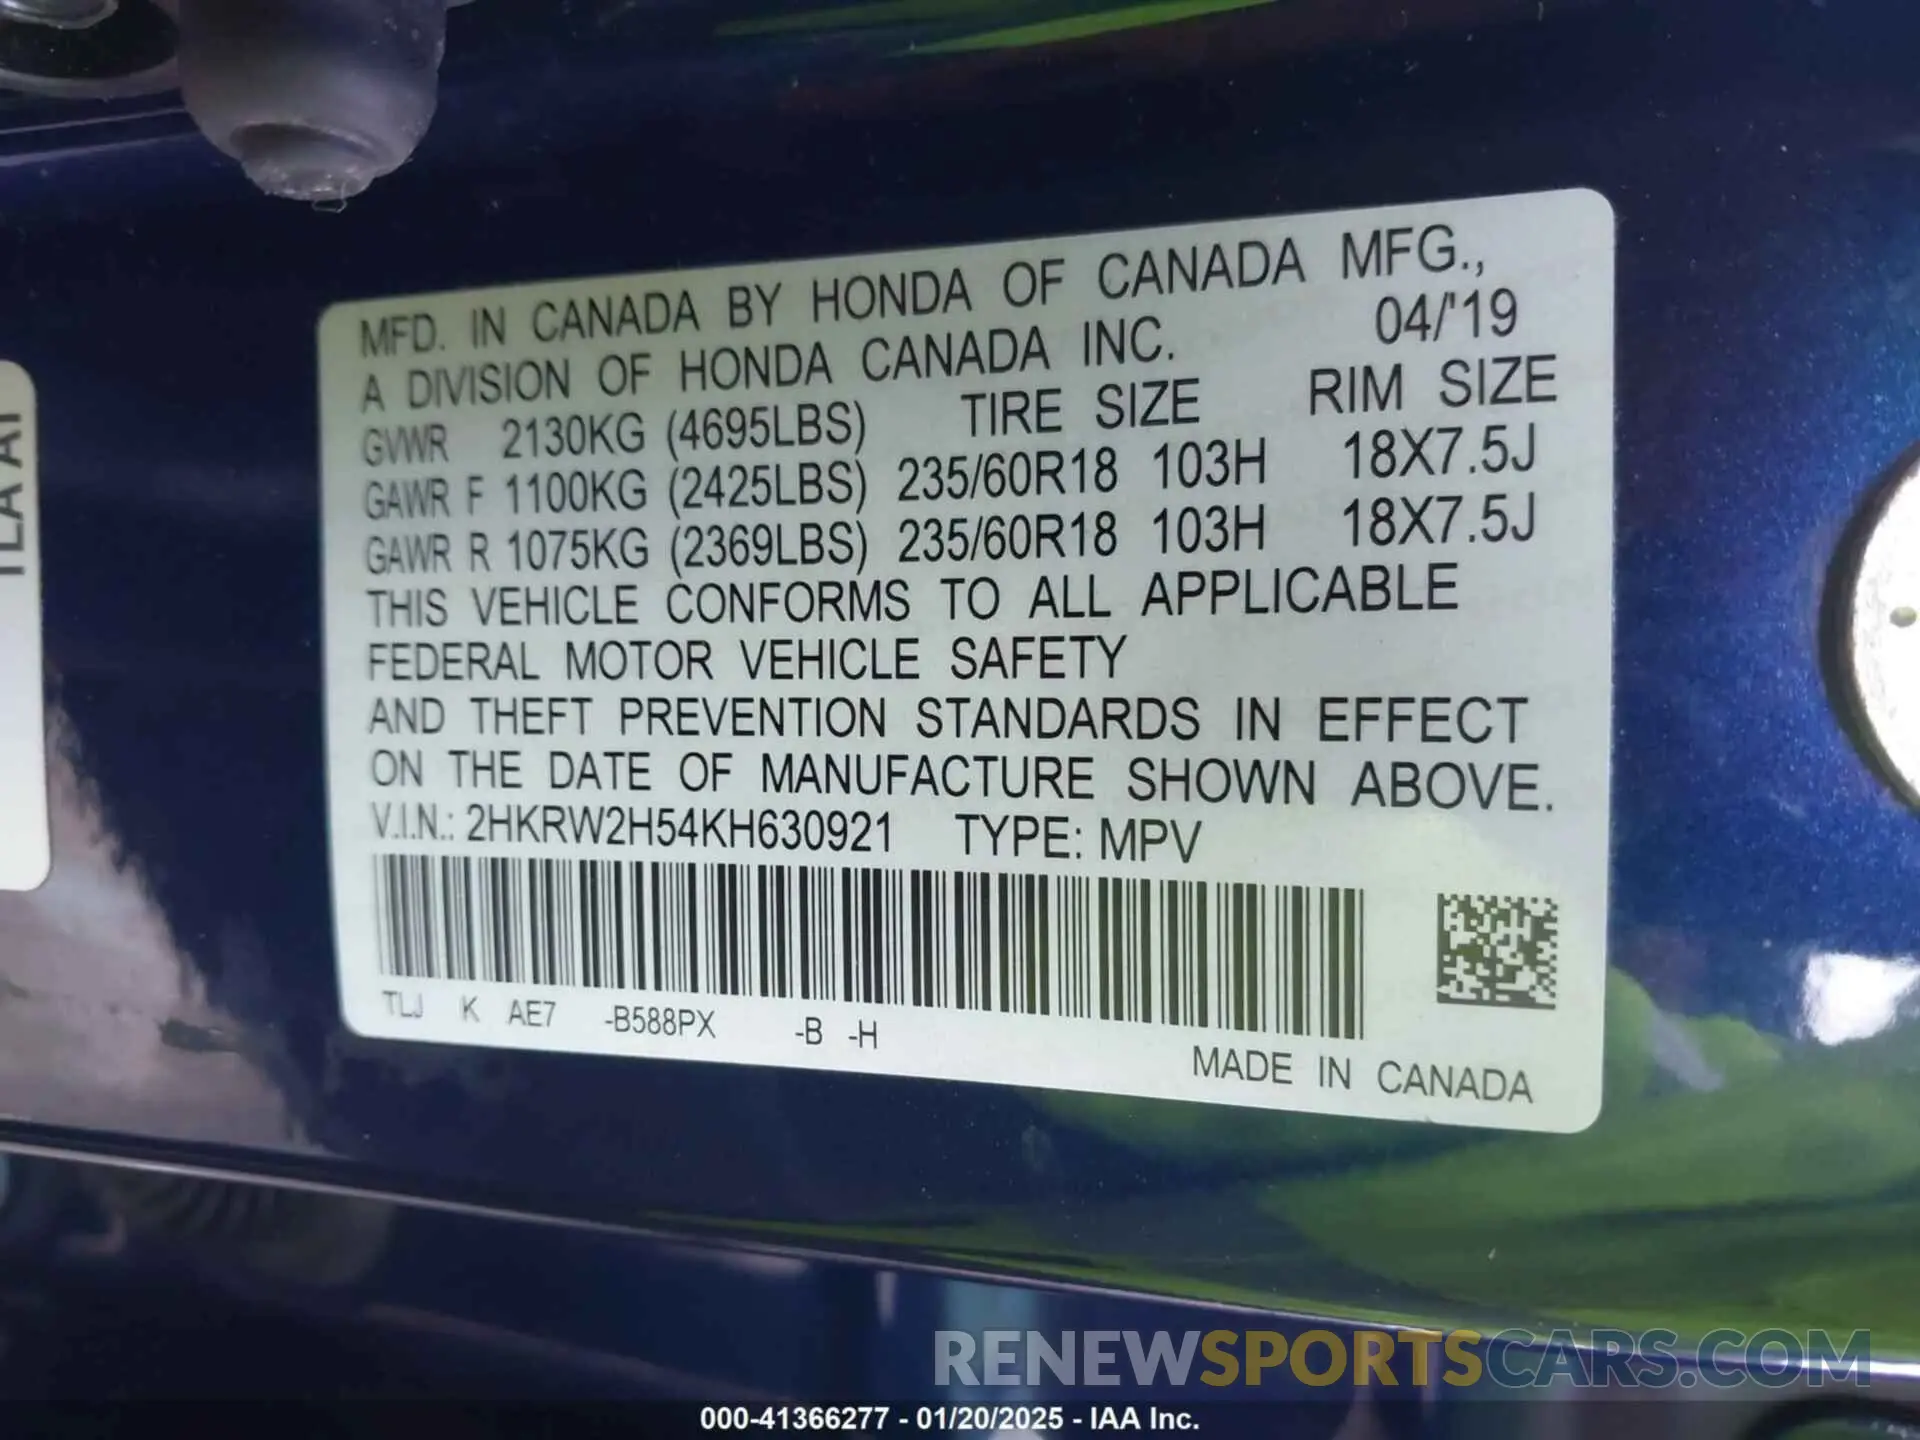 MFD. IN CANADA BY HONDA OF CANADA MFG.,
A DIVISION OF HONDA CANADA INC. 04/'19
GVWR 2130KG (4695LBS) TIRE SIZE RIM SIZE
GAWR F 1100KG (2425LBS) 235/60R18 103H 18X7.5J
GAWR R 1075KG (2369LBS) 235/60R18 103H 18X7.5J
THIS VEHICLE CONFORMS TO ALL APPLICABLE
FEDERAL MOTOR VEHICLE SAFETY
AND THEFT PREVENTION STANDARDS IN EFFECT
ON THE DATE OF MANUFACTURE SHOWN ABOVE.
V.I.N.: 2HKRW2H54KH630921 TYPE: MPV
TLJ K AE7 -B588PX -B -H
MADE IN CANADA
RENEWSPORTSCARS.COM
000-41366277 - 01/20/2025 - IAA Inc.